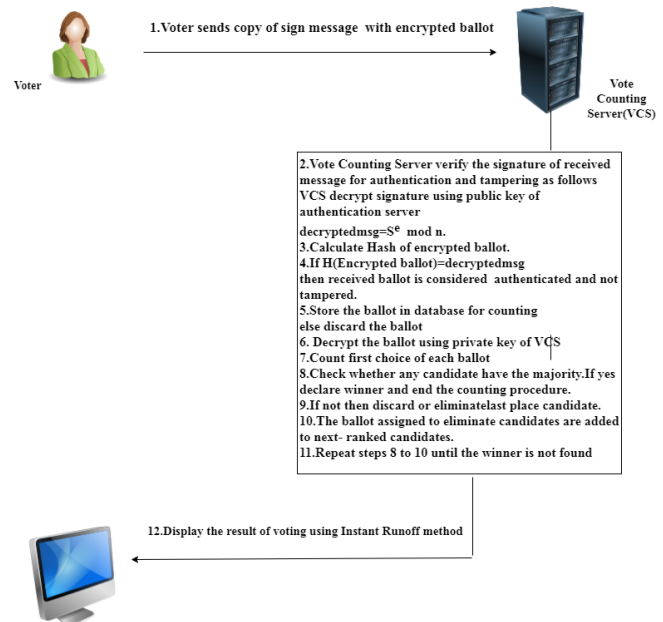 1.Voter sends copy of sign message with encrypted ballot
Voter
Vote
Counting
Server(VCS)
2.Vote Counting Server verify the signature of received
message for authentication and tampering as follows
VCS decrypt signature using public key of
authentication server
decryptedmsg=S^e mod n.
3.Calculate Hash of encrypted ballot.
4.If H(Encrypted ballot)=decryptedmsg
then received ballot is considered authenticated and not
tampered.
5.Store the ballot in database for counting
else discard the ballot
6. Decrypt the ballot using private key of VCS
7.Count first choice of each ballot
8.Check whether any candidate have the majority.If yes
declare winner and end the counting procedure.
9.If not then discard or eliminatelast place candidate.
10.The ballot assigned to eliminate candidates are added
to next- ranked candidates.
11.Repeat steps 8 to 10 until the winner is not found
12.Display the result of voting using Instant Runoff method